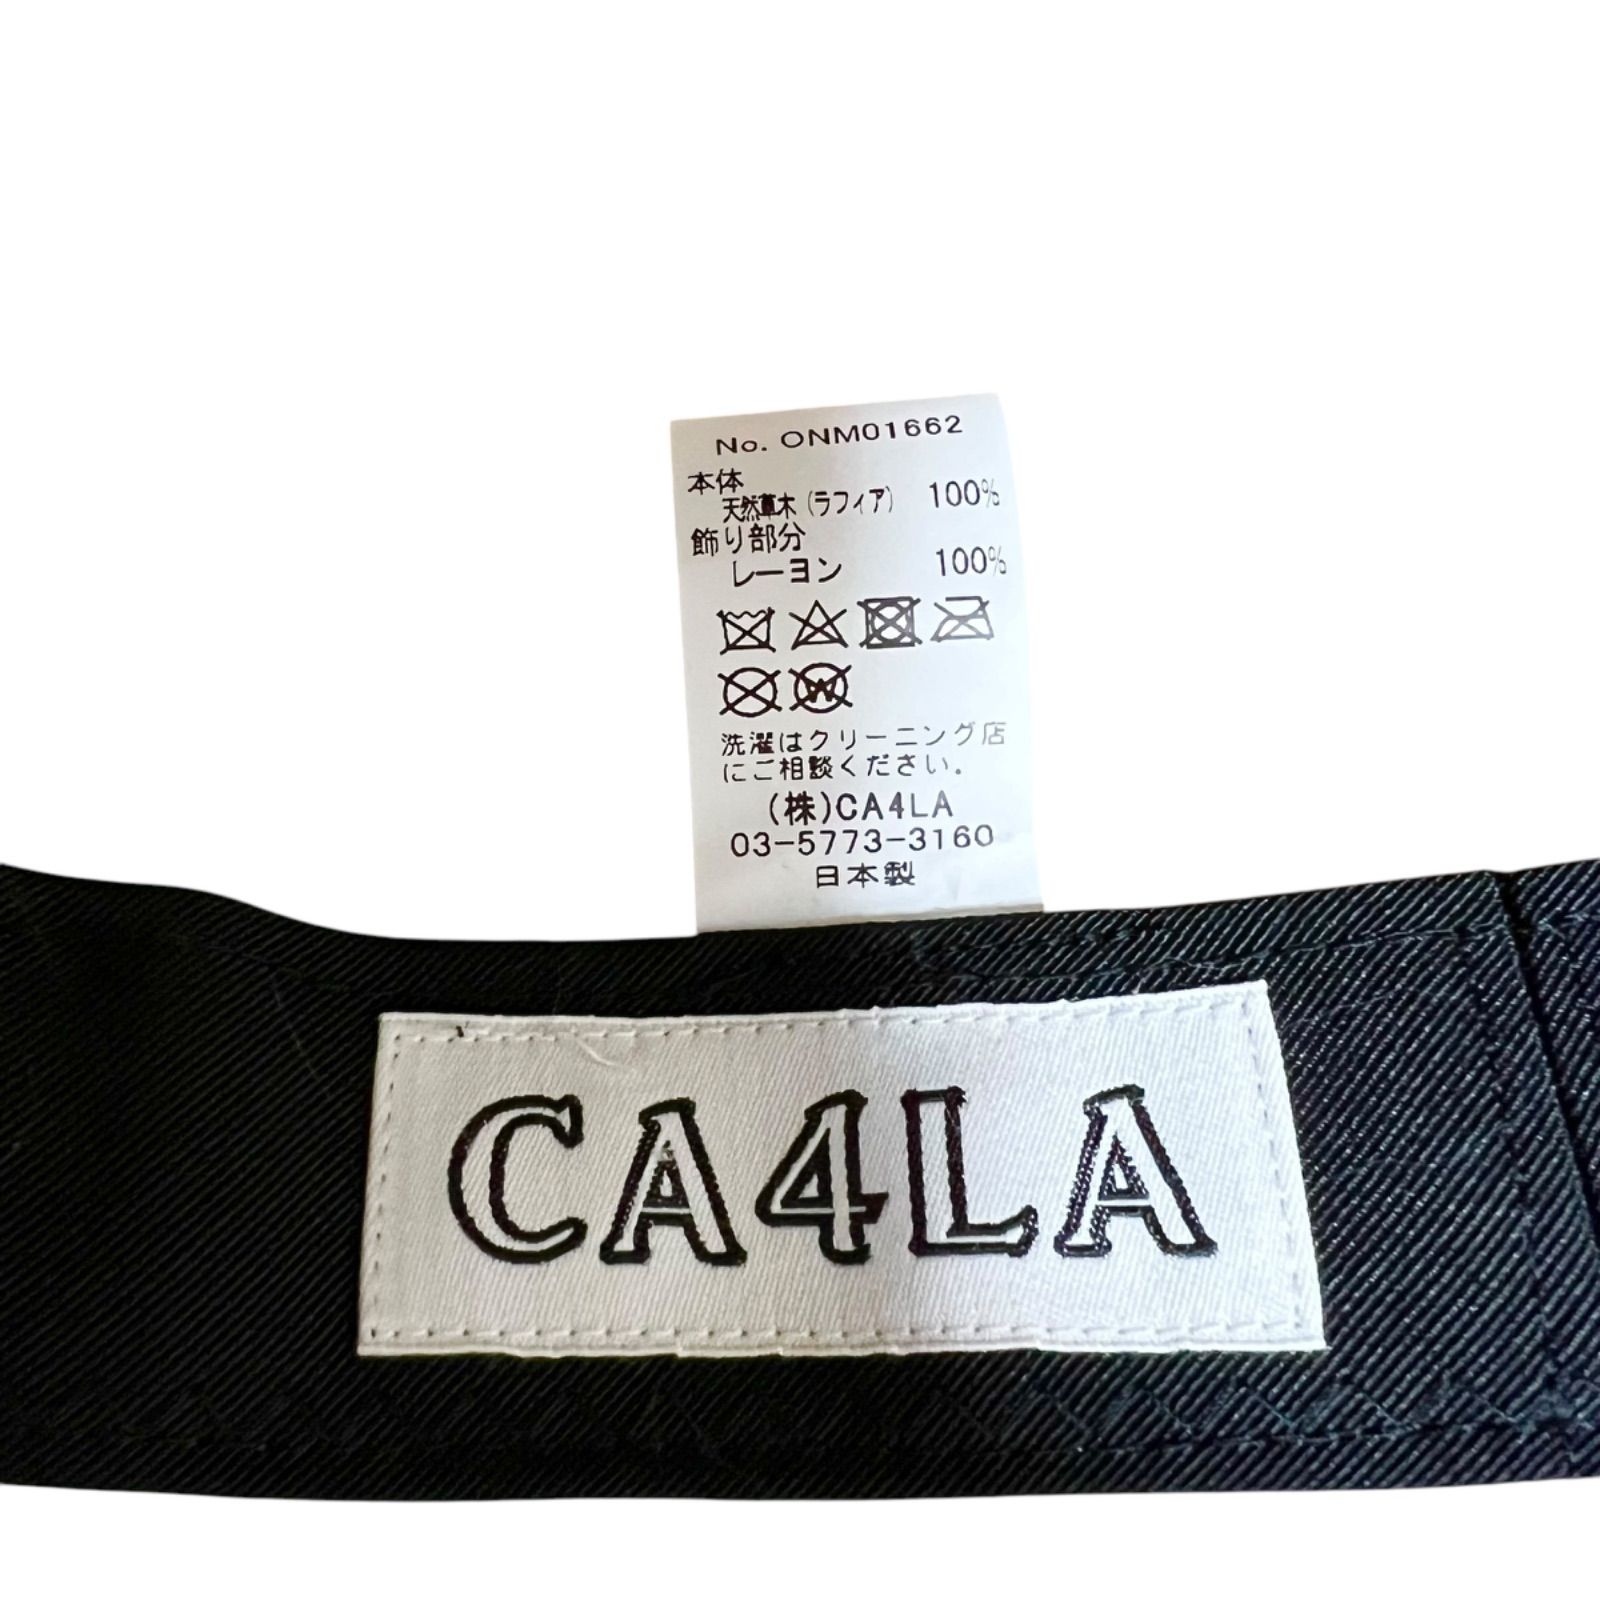 No. ONM01662
本体
天然草木(ラフィア) 100%
飾り部分
レーヨン 100%
W
洗濯はクリーニング店
にご相談ください。
(株)CA4LA
03-5773-3160
日本製
CA4LA